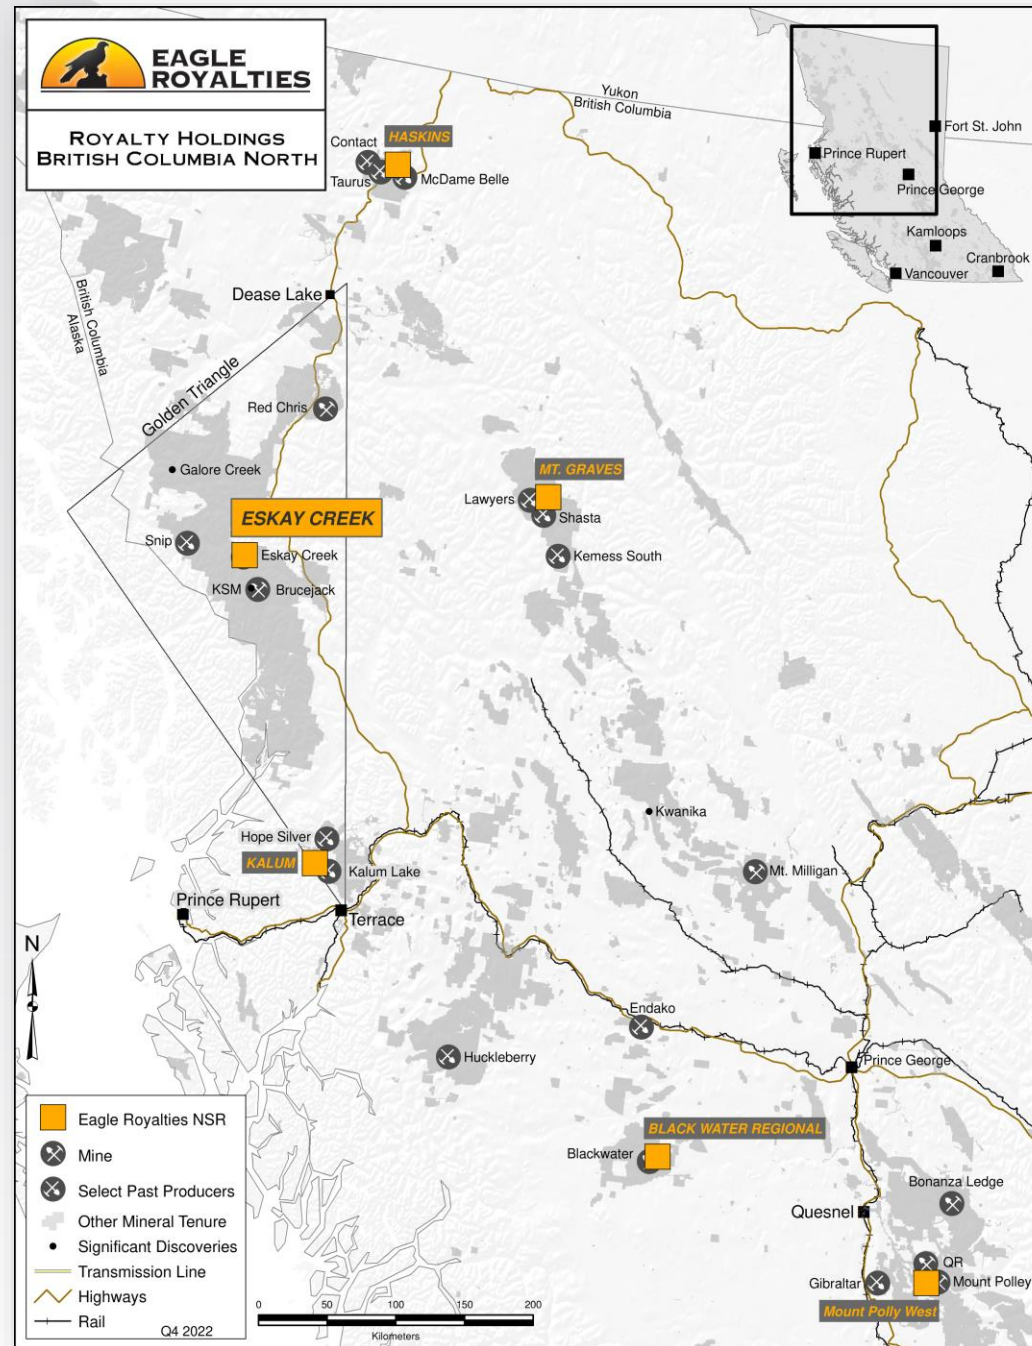 EAGLE
ROYALTIES
ROYALTY HOLDINGS
BRITISH COLUMBIA NORTH
Yukon
British Columbia
Fort St. John
Prince Rupert
Prince George
Kamloops
Cranbrook
Vancouver
HASKINS
Contact
Taurus
McDame Belle
British Columbia
Alaska
Dease Lake
Golden Triangle
Red Chris
Galore Creek
MT. GRAVES
Lawyers
Shasta
ESKAY CREEK
Snip
Eskay Creek
Kemess South
KSM
Brucejack
Kwanika
Hope Silver
KALUM
Kalum Lake
Mt. Milligan
Prince Rupert
Terrace
N
Endako
Huckleberry
Prince George
BLACK WATER REGIONAL
Blackwater
Bonanza Ledge
Quesnel
QR
Gibraltar
Mount Polley
Mount Polly West
Eagle Royalties NSR
Mine
Select Past Producers
Other Mineral Tenure
Significant Discoveries
Transmission Line
Highways
Rail
Q4 2022
0 50 100 200
Kilometers